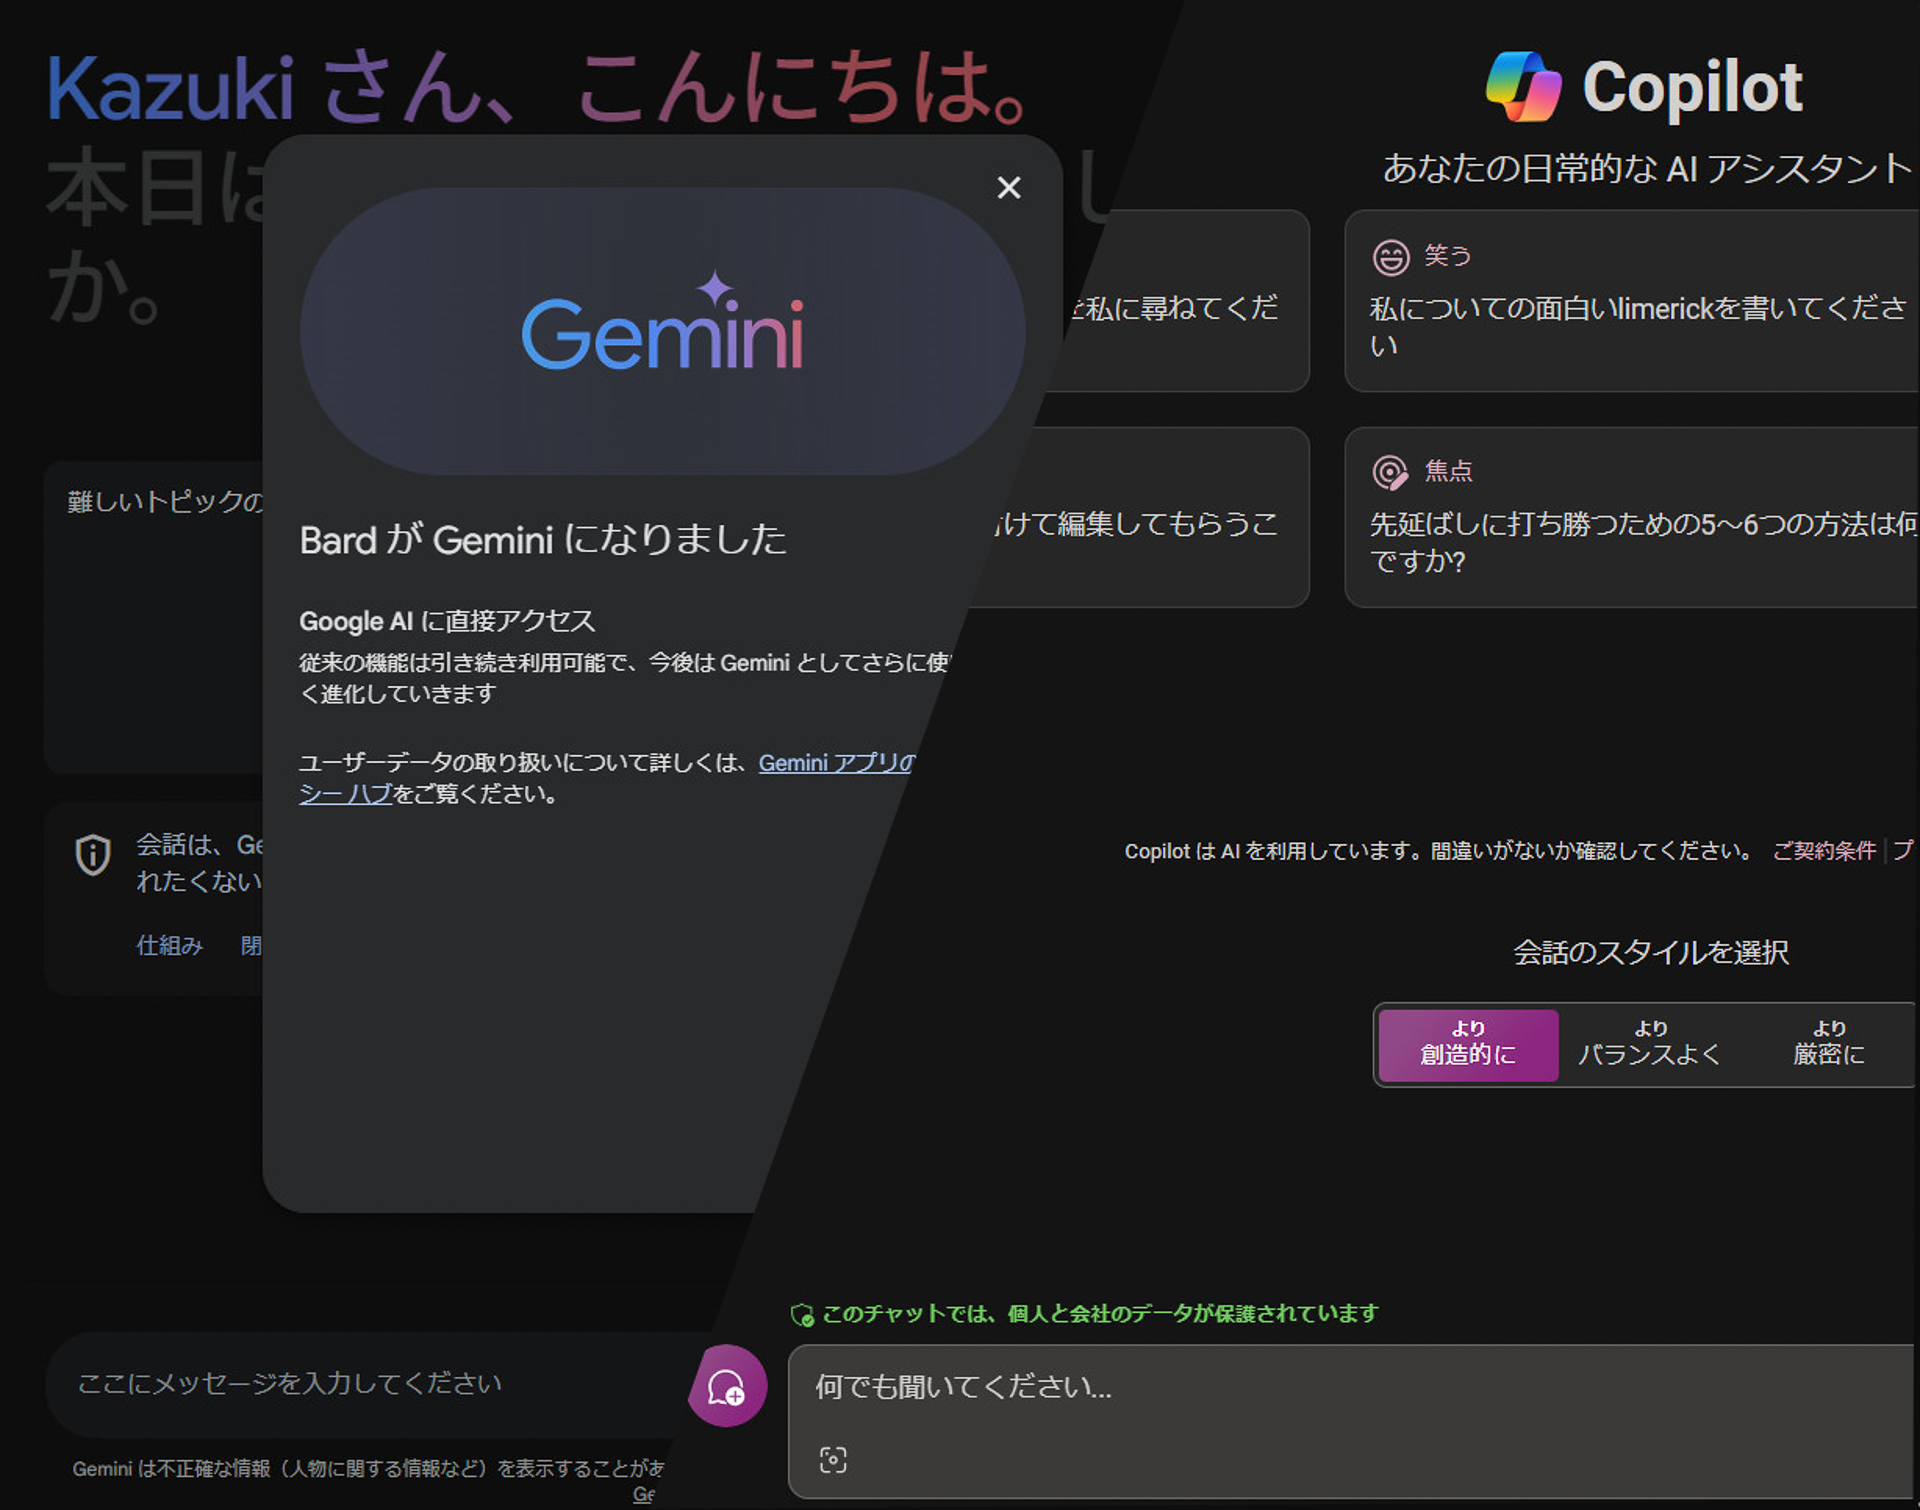 Kazuki さん、こんにちは。
本日は
し
か。
Gemini
Bard が Gemini になりました
Google AI に直接アクセス
従来の機能は引き続き利用可能で、今後は Gemini としてさらに使
く進化していきます
ユーザーデータの取り扱いについて詳しくは、Gemini アプリの
シー ハブをご覧ください。
難しいトピックの
会話は、Ge
れたくない
仕組み 閉
ここにメッセージを入力してください
Gemini は不正確な情報（人物に関する情報など）を表示することがあ
Ge
Copilot
あなたの日常的な AI アシスタント
を私に尋ねてくだ
笑う
私についての面白いlimerickを書いてくださ
い
けて編集してもらうこ
焦点
先延ばしに打ち勝つための5～6つの方法は何
ですか?
Copilot は AI を利用しています。間違いがないか確認してください。 ご契約条件 | プ
会話のスタイルを選択
より
創造的に
より
バランスよく
より
厳密に
このチャットでは、個人と会社のデータが保護されています
何でも聞いてください...